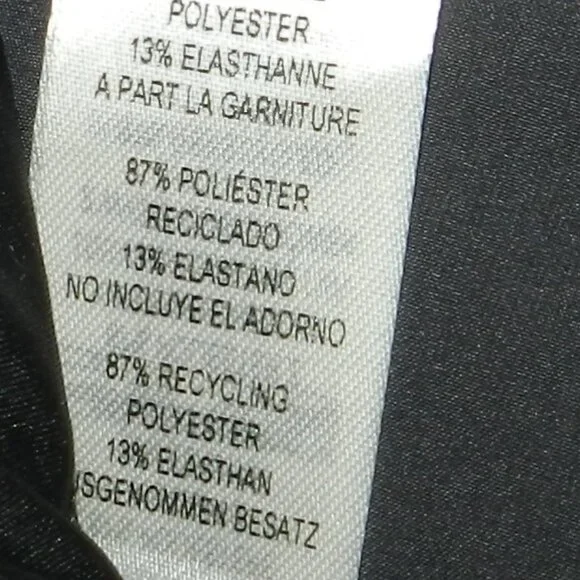 POLYESTER
13% ELASTHANNE
A PART LA GARNITURE
87% POLIÉSTER
RECICLADO
13% ELASTANO
NO INCLUYE EL ADORNO
87% RECYCLING
POLYESTER
13% ELASTHAN
USGENOMMEN BESATZ